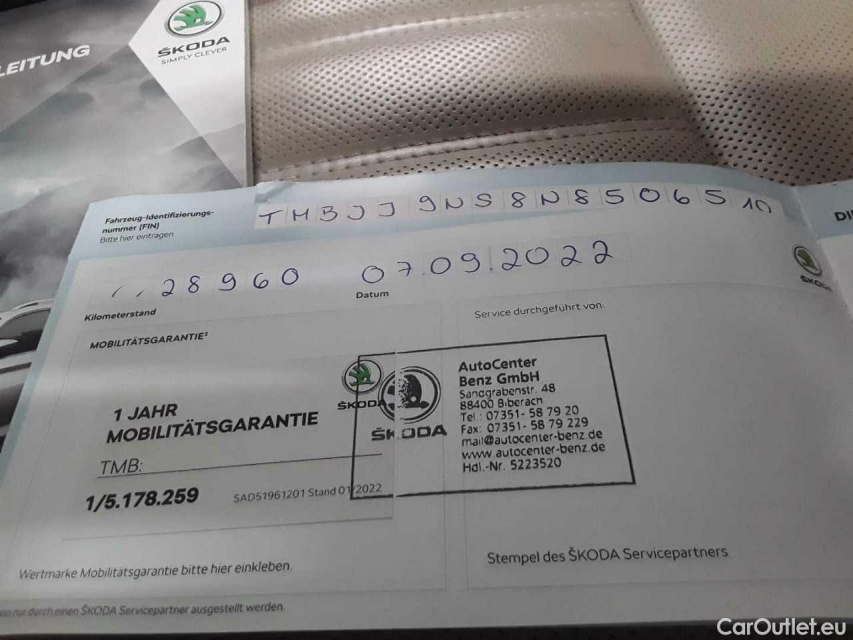 LEITUNG
ŠKODA
SIMPLY CLEVER
Fahrzeug-Identifizierungs-
nummer (FIN)
Bitte hier eintragen
TMBJJ9NS8N8506510
28960
07.09.2022
Kilometerstand
Datum
MOBILITÄTSGARANTIE²
Service durchgeführt von:
1 JAHR
MOBILITÄTSGARANTIE
TMB:
1/5.178.259
SAD51961201 Stand 01/2022
ŠKODA
ŠKODA
AutoCenter
Benz GmbH
Sandgrabenstr. 48
88400 Biberach
Tel.: 07351- 58 79 20
Fax: 07351- 58 79 229
mail@autocenter-benz.de
www.autocenter-benz.de
Hdl.-Nr. 5223520
Wertmarke Mobilitätsgarantie bitte hier einkleben.
Stempel des ŠKODA Servicepartners
nur durch einen ŠKODA Servicepartner ausgestellt werden.
DI
CarOutlet.eu